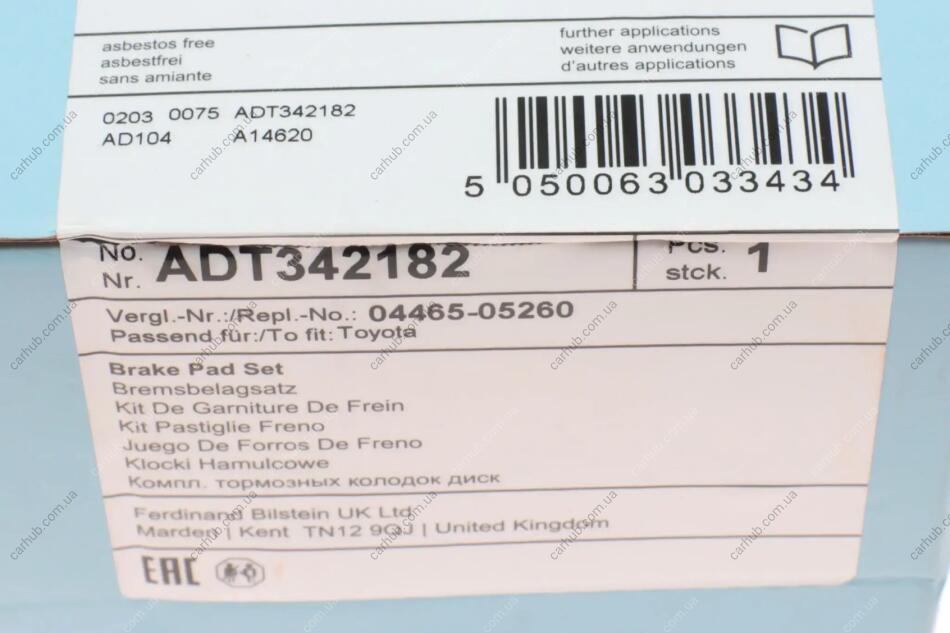 asbestos free
asbestfrei
sans amiante
further applications
weitere anwendungen
d'autres applications
0203 0075 ADT342182
AD104 A14620
5 050063 033434
No. ADT342182
Nr.
Pcs. 1
stck.
Vergl.-Nr.:/Repl.-No.: 04465-05260
Passend für:/To fit: Toyota
Brake Pad Set
Bremsbelagsatz
Kit De Garniture De Frein
Kit Pastiglie Freno
Juego De Forros De Freno
Klocki Hamulcowe
Компл. тормозных колодок диск
Ferdinand Bilstein UK Ltd
Marden | Kent TN12 9QJ | United Kingdom
EAC
carhub.com.ua